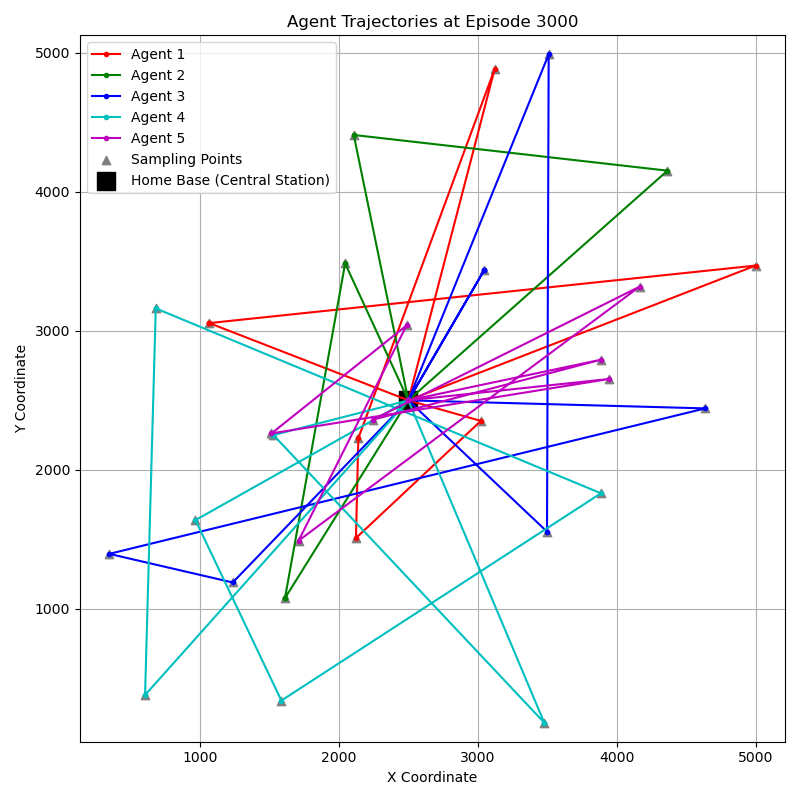 Agent Trajectories at Episode 3000
Agent 1
Agent 2
Agent 3
Agent 4
Agent 5
Sampling Points
Home Base (Central Station)
Y Coordinate
5000
4000
3000
2000
1000
1000 2000 3000 4000 5000
X Coordinate